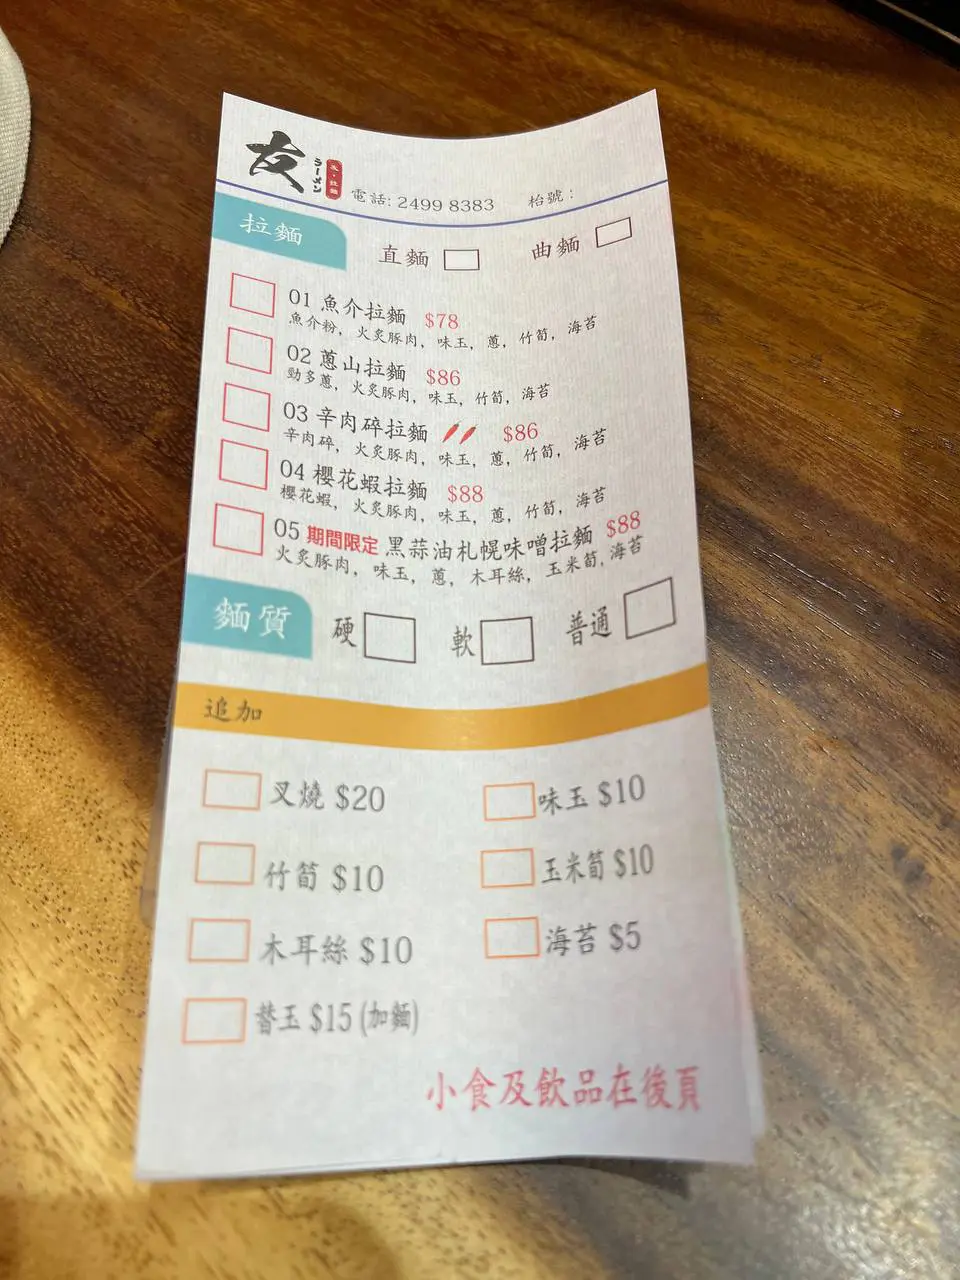 友
ラーメン
友・拉麵
電話: 2499 8383 枱號 :
拉麵 直麵 曲麵
01 魚介拉麵 $78
魚介粉, 火炙豚肉, 味玉, 蔥, 竹筍, 海苔
02 蔥山拉麵 $86
勁多蔥, 火炙豚肉, 味玉, 竹筍, 海苔
03 辛肉碎拉麵 $86
辛肉碎, 火炙豚肉, 味玉, 蔥, 竹筍, 海苔
04 櫻花蝦拉麵 $88
櫻花蝦, 火炙豚肉, 味玉, 蔥, 竹筍, 海苔
05 期間限定 黑蒜油札幌味噌拉麵 $88
火炙豚肉, 味玉, 蔥, 木耳絲, 玉米筍, 海苔
麵質 硬 軟 普通
追加
叉燒 $20 味玉 $10
竹筍 $10 玉米筍 $10
木耳絲 $10 海苔 $5
替玉 $15 (加麵)
小食及飲品在後頁